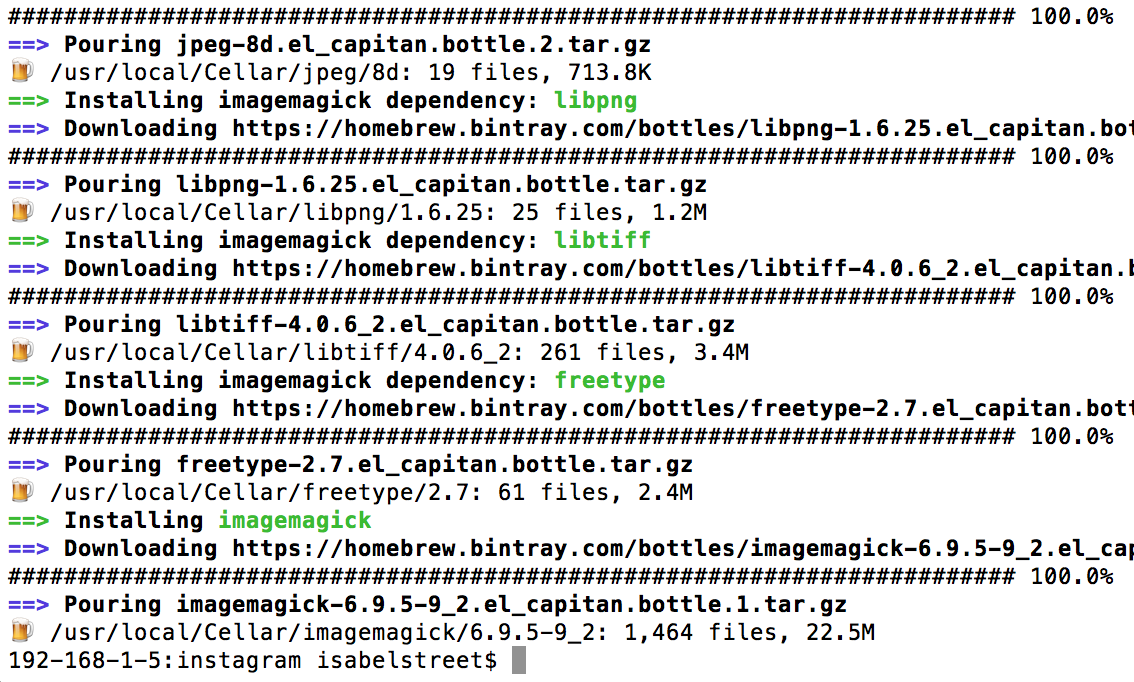 ######################################################################## 100.0%
==> Pouring jpeg-8d.el_capitan.bottle.2.tar.gz
🍺 /usr/local/Cellar/jpeg/8d: 19 files, 713.8K
==> Installing imagemagick dependency: libpng
==> Downloading https://homebrew.bintray.com/bottles/libpng-1.6.25.el_capitan.bot
######################################################################## 100.0%
==> Pouring libpng-1.6.25.el_capitan.bottle.tar.gz
🍺 /usr/local/Cellar/libpng/1.6.25: 25 files, 1.2M
==> Installing imagemagick dependency: libtiff
==> Downloading https://homebrew.bintray.com/bottles/libtiff-4.0.6_2.el_capitan.b
######################################################################## 100.0%
==> Pouring libtiff-4.0.6_2.el_capitan.bottle.tar.gz
🍺 /usr/local/Cellar/libtiff/4.0.6_2: 261 files, 3.4M
==> Installing imagemagick dependency: freetype
==> Downloading https://homebrew.bintray.com/bottles/freetype-2.7.el_capitan.bott
######################################################################## 100.0%
==> Pouring freetype-2.7.el_capitan.bottle.tar.gz
🍺 /usr/local/Cellar/freetype/2.7: 61 files, 2.4M
==> Installing imagemagick
==> Downloading https://homebrew.bintray.com/bottles/imagemagick-6.9.5-9_2.el_cap
######################################################################## 100.0%
==> Pouring imagemagick-6.9.5-9_2.el_capitan.bottle.1.tar.gz
🍺 /usr/local/Cellar/imagemagick/6.9.5-9_2: 1,464 files, 22.5M
192-168-1-5:instagram isabelstreet$